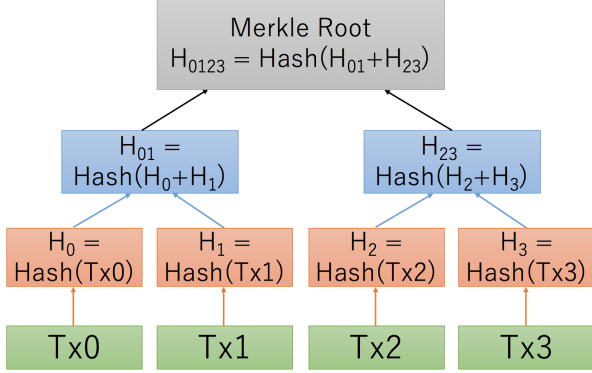 Merkle Root
H₀₁₂₃ = Hash(H₀₁+H₂₃)
H₀₁ =
Hash(H₀+H₁)
H₂₃ =
Hash(H₂+H₃)
H₀ =
Hash(Tx0)
H₁ =
Hash(Tx1)
H₂ =
Hash(Tx2)
H₃ =
Hash(Tx3)
Tx0
Tx1
Tx2
Tx3